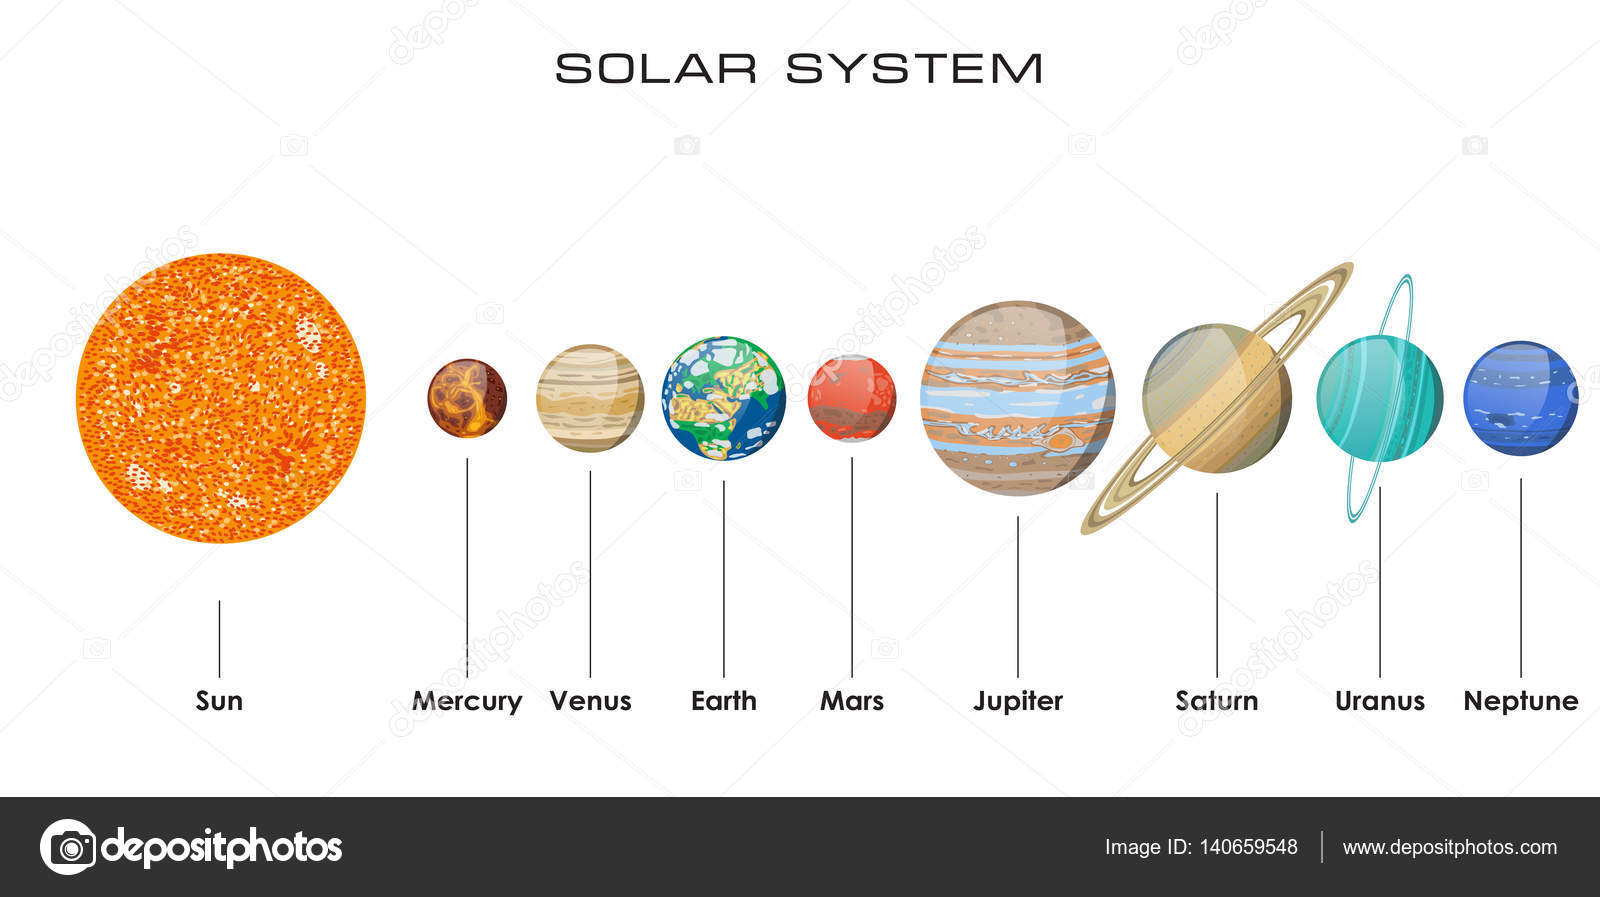 SOLAR SYSTEM
Sun Mercury Venus Earth Mars Jupiter Saturn Uranus Neptune
depositphotos Image ID: 140659548 www.depositphotos.com